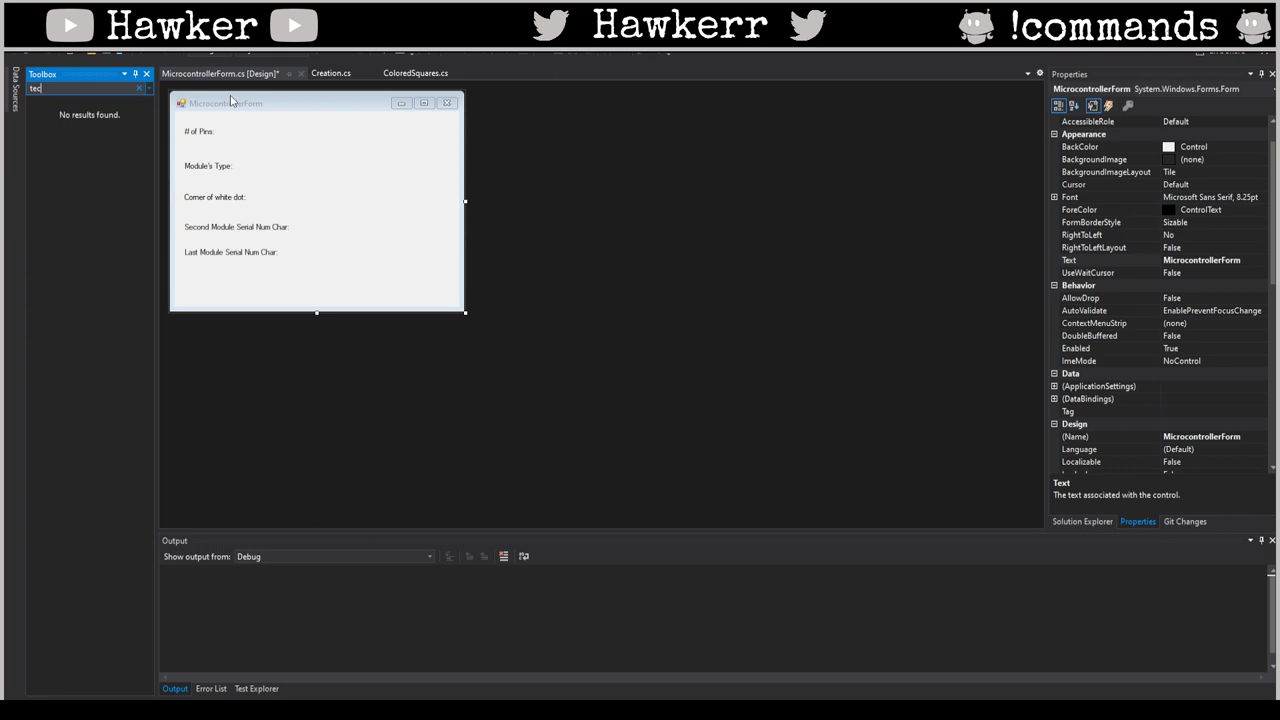 Hawker
Hawkerr
!commands
Toolbox
MicrocontrollerForm.cs [Design]*
Creation.cs
ColoredSquares.cs
Properties
Data Sources
tec
No results found.
MicrocontrollerForm
# of Pins:
Module's Type:
Corner of white dot:
Second Module Serial Num Char:
Last Module Serial Num Char:
MicrocontrollerForm System.Windows.Forms.Form
AccessibleRole Default
Appearance
BackColor Control
BackgroundImage (none)
BackgroundImageLayout Tile
Cursor Default
Font Microsoft Sans Serif, 8.25pt
ForeColor ControlText
FormBorderStyle Sizable
RightToLeft No
RightToLeftLayout False
Text MicrocontrollerForm
UseWaitCursor False
Behavior
AllowDrop False
AutoValidate EnablePreventFocusChange
ContextMenuStrip (none)
DoubleBuffered False
Enabled True
ImeMode NoControl
Data
(ApplicationSettings)
(DataBindings)
Tag
Design
(Name) MicrocontrollerForm
Language (Default)
Localizable False
Text
The text associated with the control.
Solution Explorer Properties Git Changes
Output
Show output from: Debug
Output Error List Test Explorer